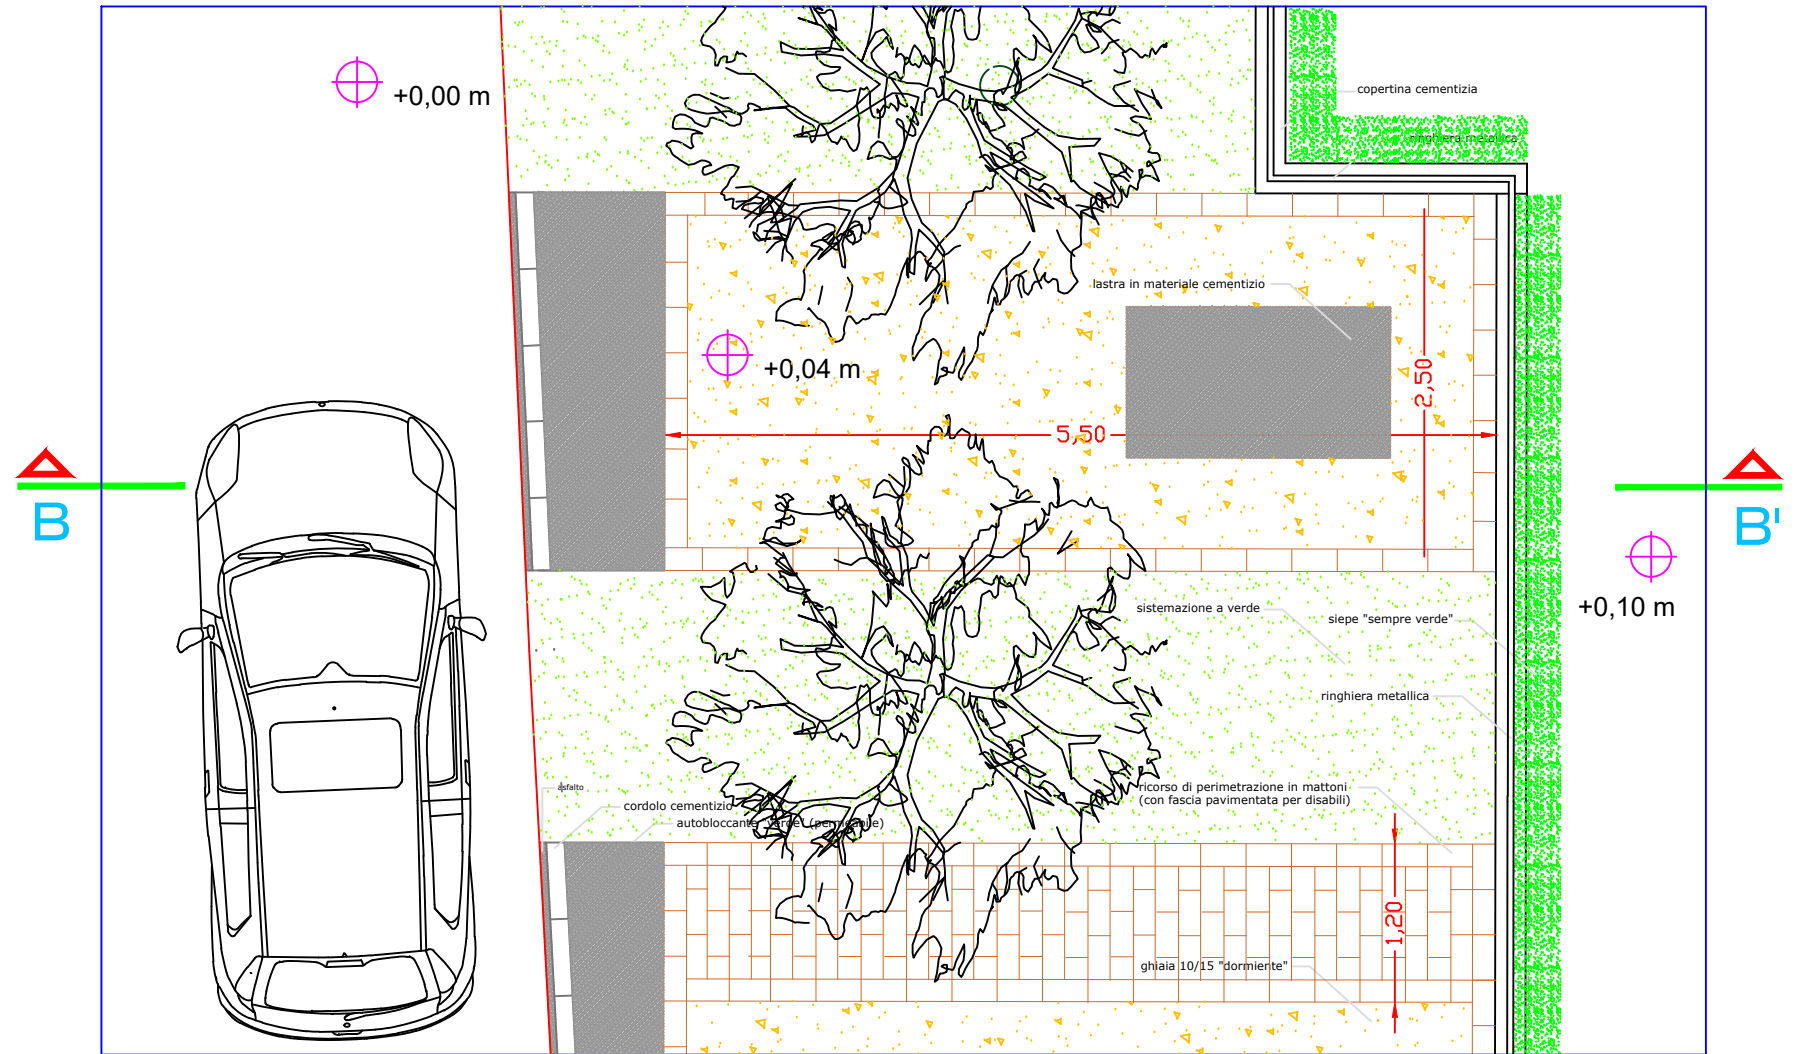 +0,00 m
copertina cementizia
ringhiera metallica
lastra in materiale cementizio
+0,04 m
2,50
5,50
B
B'
+0,10 m
sistemazione a verde
siepe "sempre verde"
ringhiera metallica
asfalto
cordolo cementizio
autobloccante "verde" (permeabile)
ricorso di perimetrazione in mattoni
(con fascia pavimentata per disabili)
1,20
ghiaia 10/15 "dormiente"